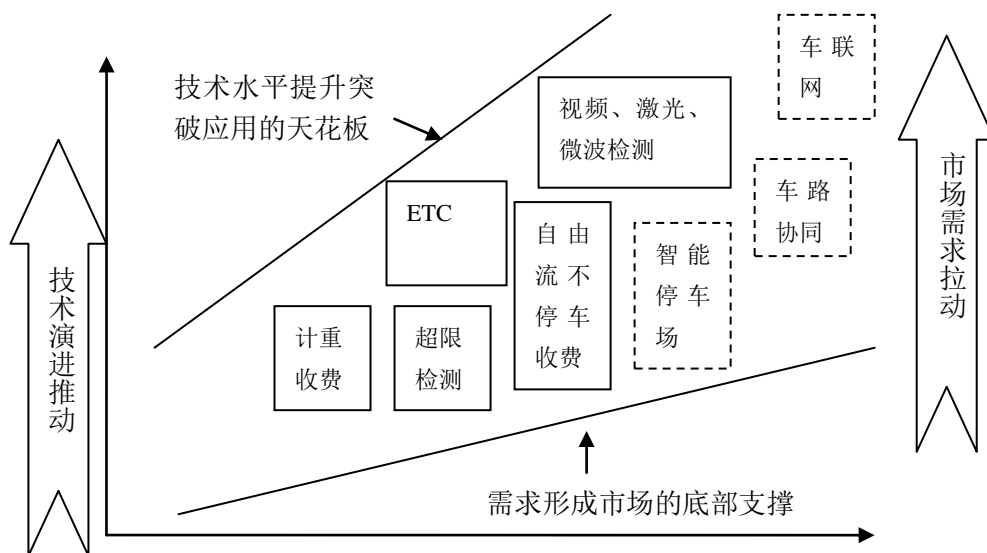 车联
网
技术水平提升突
破应用的天花板
视频、激光、
微波检测
市场需求拉动
车路
协同
ETC
自由
流不
停车
收费
智能
停车
场
技术演进推动
计重
收费
超限
检测
需求形成市场的底部支撑